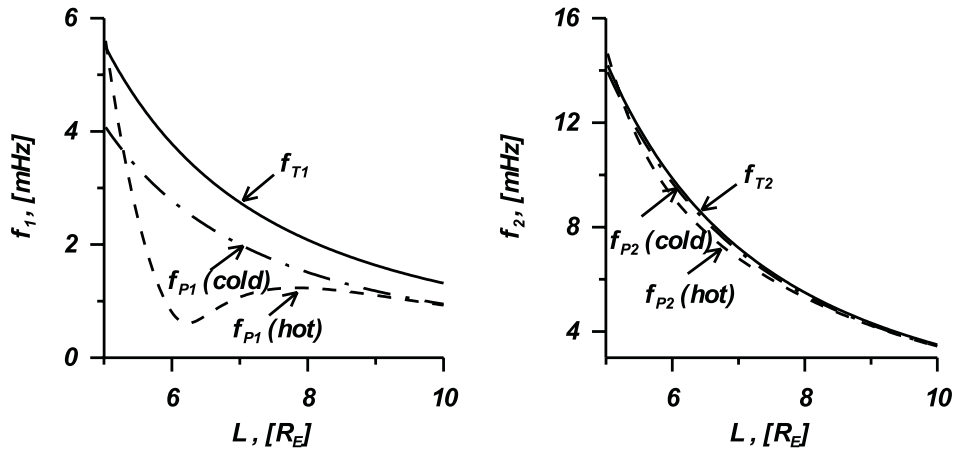 6
4
2
0
f1 , [mHz]
fT1
fP1 (cold)
fP1 (hot)
6
8
10
L , [RE]
16
12
8
4
f2 , [mHz]
fT2
fP2 (cold)
fP2 (hot)
6
8
10
L , [RE]